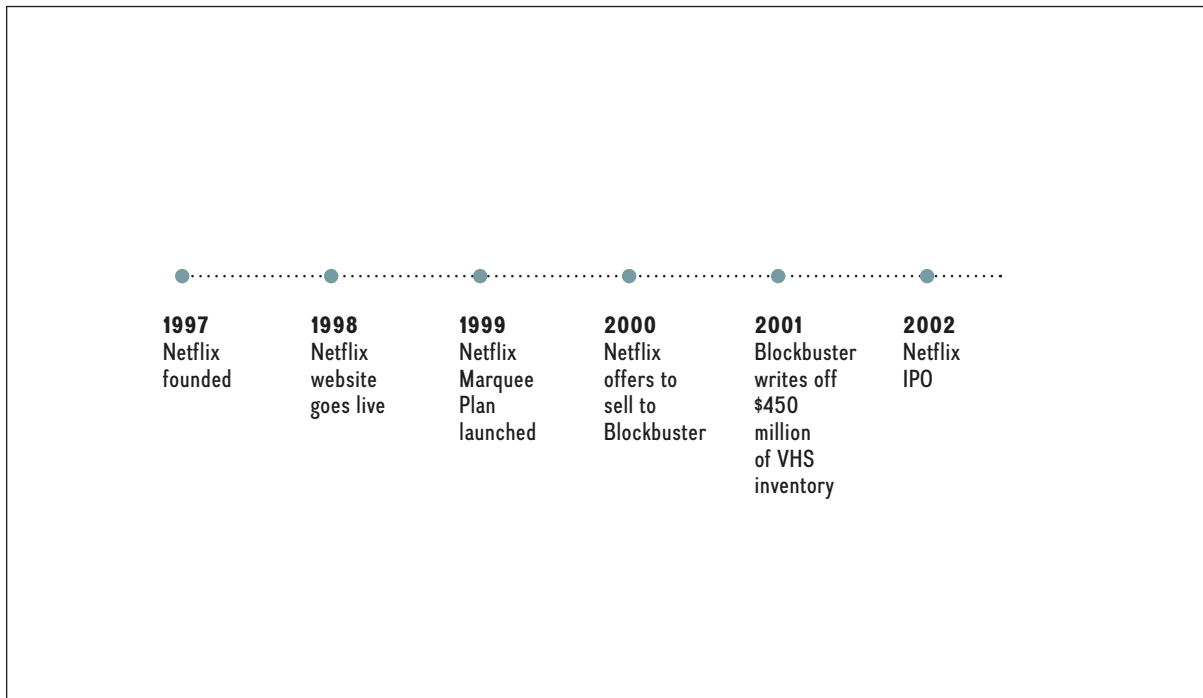 1997
Netflix
founded
1998
Netflix
website
goes live
1999
Netflix
Marquee
Plan
launched
2000
Netflix
offers to
sell to
Blockbuster
2001
Blockbuster
writes off
$450
million
of VHS
inventory
2002
Netflix
IPO